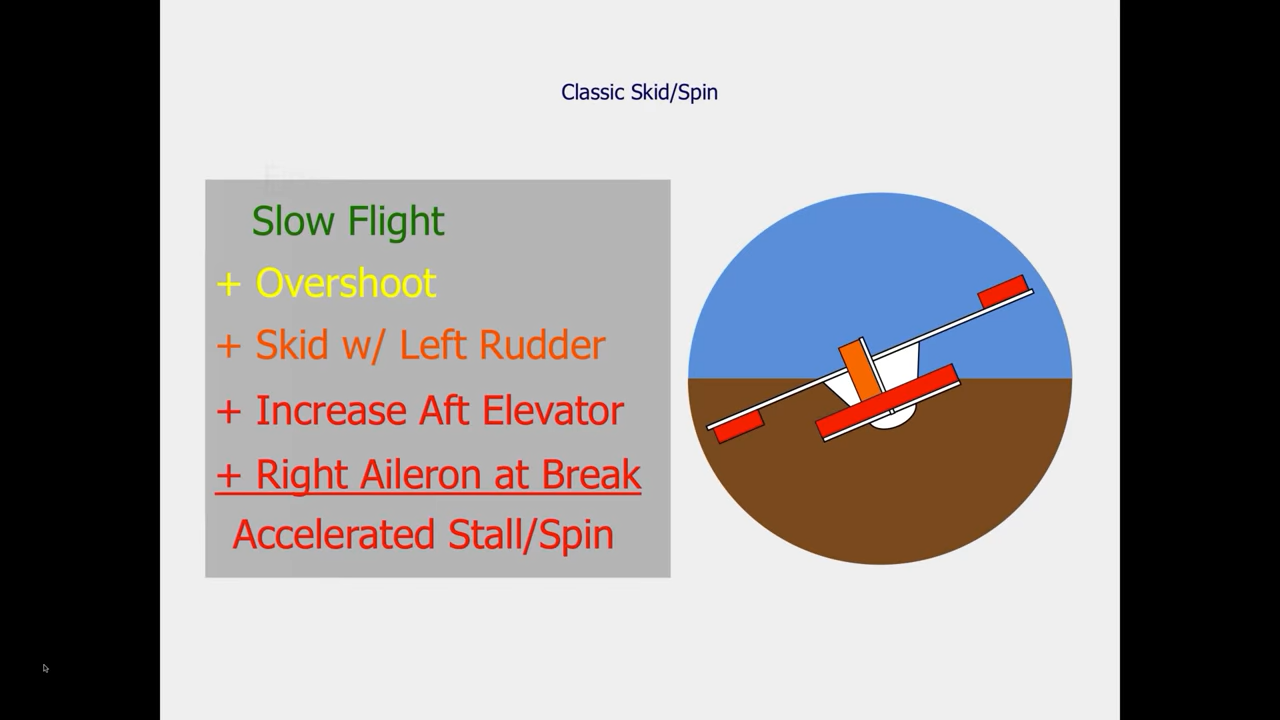 Classic Skid/Spin
Slow Flight
+ Overshoot
+ Skid w/ Left Rudder
+ Increase Aft Elevator
+ Right Aileron at Break
Accelerated Stall/Spin